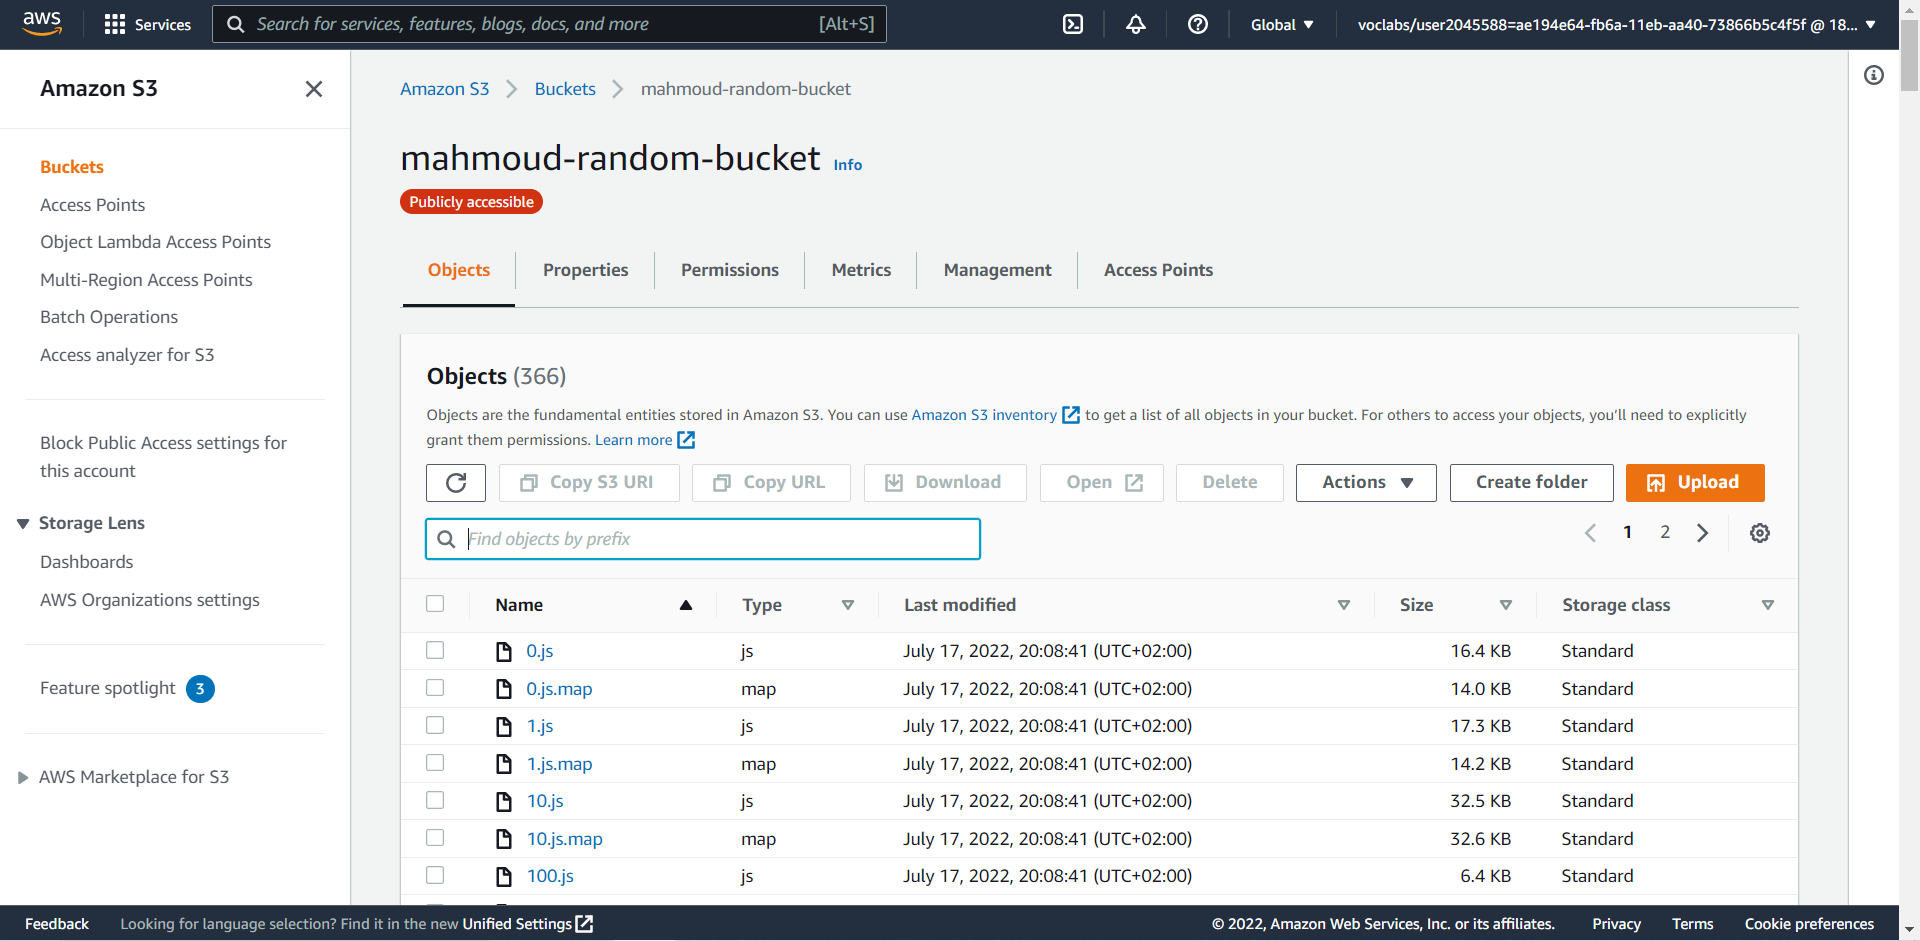 aws Services Search for services, features, blogs, docs, and more [Alt+S] Global voclabs/user2045588=ae194e64-fb6a-11eb-aa40-73866b5c4f5f @ 18...
Amazon S3
Buckets
Access Points
Object Lambda Access Points
Multi-Region Access Points
Batch Operations
Access analyzer for S3
Block Public Access settings for
this account
Storage Lens
Dashboards
AWS Organizations settings
Feature spotlight 3
AWS Marketplace for S3
Amazon S3 Buckets mahmoud-random-bucket
mahmoud-random-bucket Info
Publicly accessible
Objects Properties Permissions Metrics Management Access Points
Objects (366)
Objects are the fundamental entities stored in Amazon S3. You can use Amazon S3 inventory to get a list of all objects in your bucket. For others to access your objects, you’ll need to explicitly
grant them permissions. Learn more
Copy S3 URI Copy URL Download Open Delete Actions Create folder Upload
Find objects by prefix 1 2
Name Type Last modified Size Storage class
0.js js July 17, 2022, 20:08:41 (UTC+02:00) 16.4 KB Standard
0.js.map map July 17, 2022, 20:08:41 (UTC+02:00) 14.0 KB Standard
1.js js July 17, 2022, 20:08:41 (UTC+02:00) 17.3 KB Standard
1.js.map map July 17, 2022, 20:08:41 (UTC+02:00) 14.2 KB Standard
10.js js July 17, 2022, 20:08:41 (UTC+02:00) 32.5 KB Standard
10.js.map map July 17, 2022, 20:08:41 (UTC+02:00) 32.6 KB Standard
100.js js July 17, 2022, 20:08:41 (UTC+02:00) 6.4 KB Standard
Feedback Looking for language selection? Find it in the new Unified Settings © 2022, Amazon Web Services, Inc. or its affiliates. Privacy Terms Cookie preferences